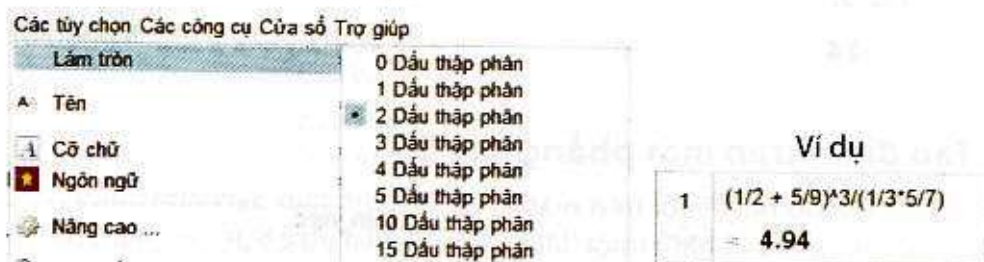 Các tùy chọn Các công cụ Cửa sổ Trợ giúp
Làm tròn
Tên
Cỡ chữ
Ngôn ngữ
Nâng cao ...
0 Dấu thập phân
1 Dấu thập phân
2 Dấu thập phân
3 Dấu thập phân
4 Dấu thập phân
5 Dấu thập phân
10 Dấu thập phân
15 Dấu thập phân
Ví dụ
1 (1/2 + 5/9)^3/(1/3*5/7)
= 4.94